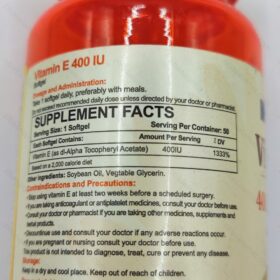 Vitamin E 400 IU
Softgel
Storage and Administration:
Take 1 softgel daily, preferably with meals.
Do not exceed recommended daily dose unless directed by your doctor or pharmacist.
SUPPLEMENT FACTS
Serving Size: 1 Softgel Serving Per Container: 50
Each Softgel Contains: Amount Per Serving DV
Vitamin E (as dl-Alpha Tocopheryl Acetate) 400IU 1333%
Based on a 2,000 calorie diet
Other ingredients: Soybean Oil, Vegtable Glycerin.
Contraindications and Precautions:
Stop using vitamin E at least two weeks before a scheduled surgery.
If you are taking anticoagulant or antiplatelet medicines, consult your doctor before use.
Consult your doctor or pharmacist if you are taking other medicines, supplements and
herbal products.
Discontinue use and consult your doctor if any adverse reactions occur.
If you are pregnant or nursing consult your doctor before use.
This product is not intended to diagnose, treat, cure or prevent any disease.
Storage:
Keep in a dry and cool place. Keep out of reach of children.
V
40